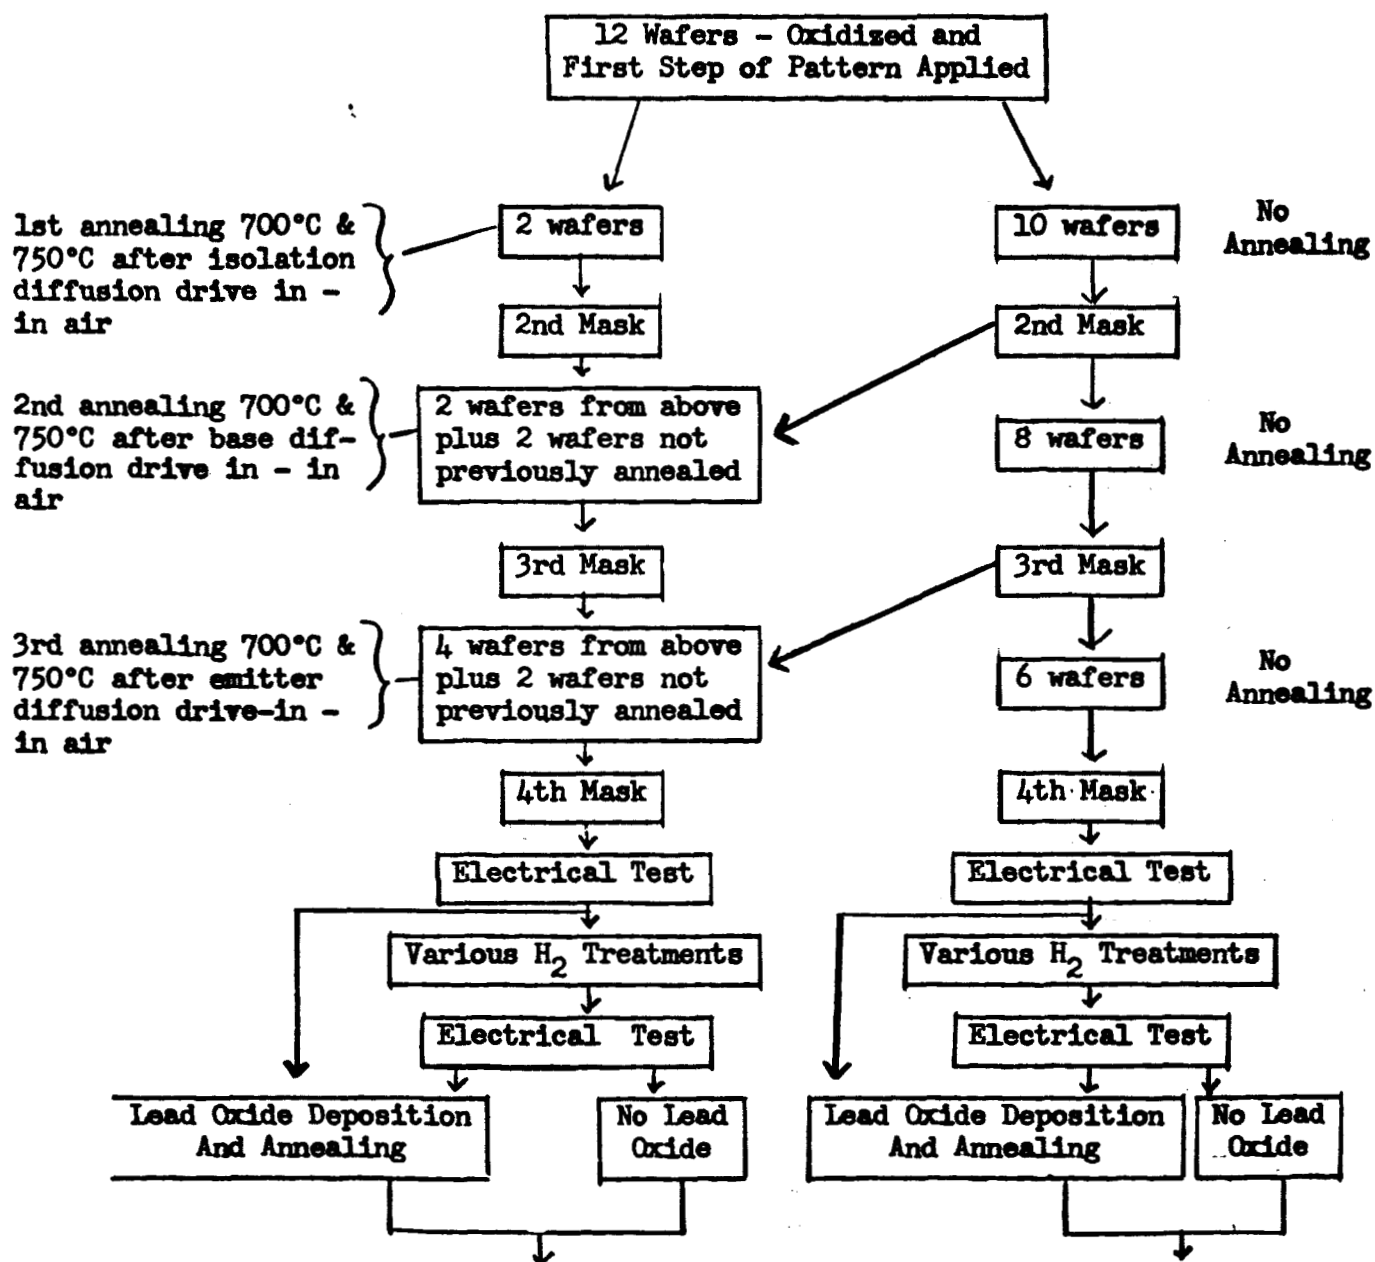 12 Wafers - Oxidized and
First Step of Pattern Applied
1st annealing 700°C &
750°C after isolation
diffusion drive in -
in air
2 wafers
10 wafers
No
Annealing
2nd Mask
2nd Mask
2nd annealing 700°C &
750°C after base dif-
fusion drive in - in
air
2 wafers from above
plus 2 wafers not
previously annealed
8 wafers
No
Annealing
3rd Mask
3rd Mask
3rd annealing 700°C &
750°C after emitter
diffusion drive-in -
in air
4 wafers from above
plus 2 wafers not
previously annealed
6 wafers
No
Annealing
4th Mask
4th Mask
Electrical Test
Electrical Test
Various H2 Treatments
Various H2 Treatments
Electrical Test
Electrical Test
Lead Oxide Deposition
And Annealing
No Lead
Oxide
Lead Oxide Deposition
And Annealing
No Lead
Oxide